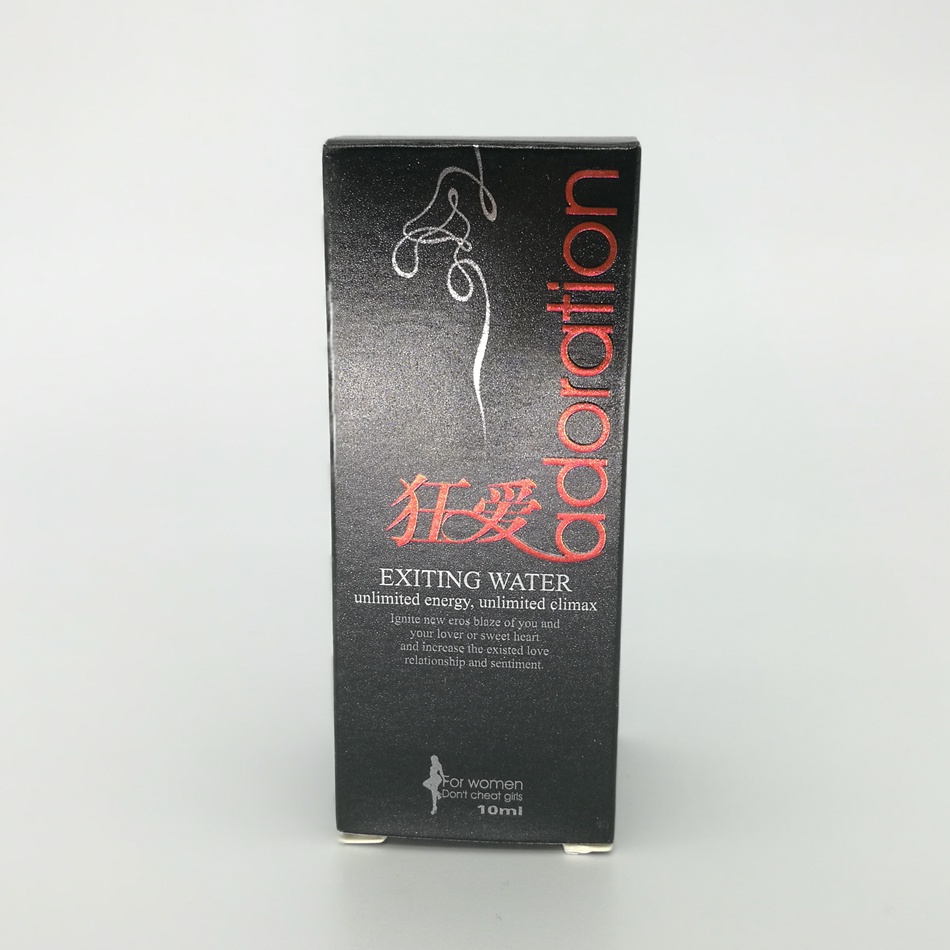 adoration
狂爱
EXITING WATER
unlimited energy, unlimited climax
Ignite new eros blaze of you and
your lover or sweet heart
and increase the existed love
relationship and sentiment.
For women
Don't cheat girls
10ml